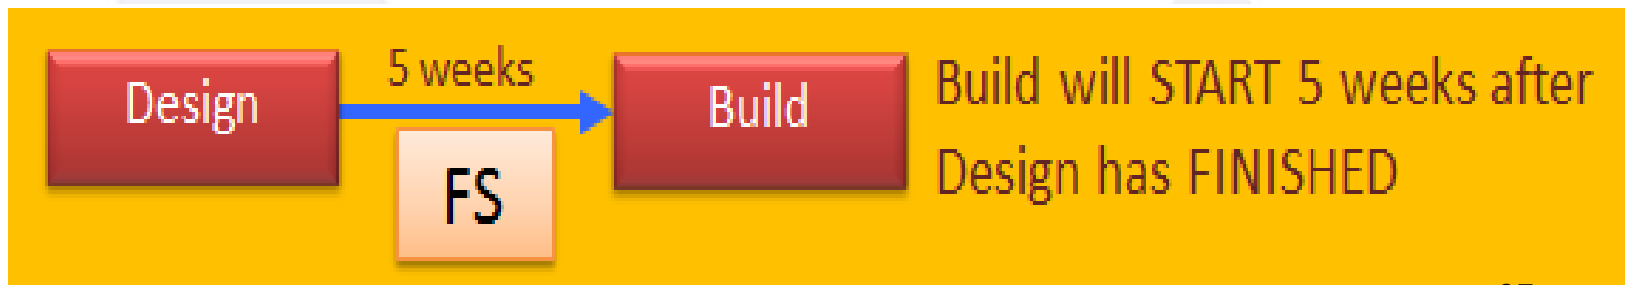 Design
5 weeks
FS
Build
Build will START 5 weeks after
Design has FINISHED